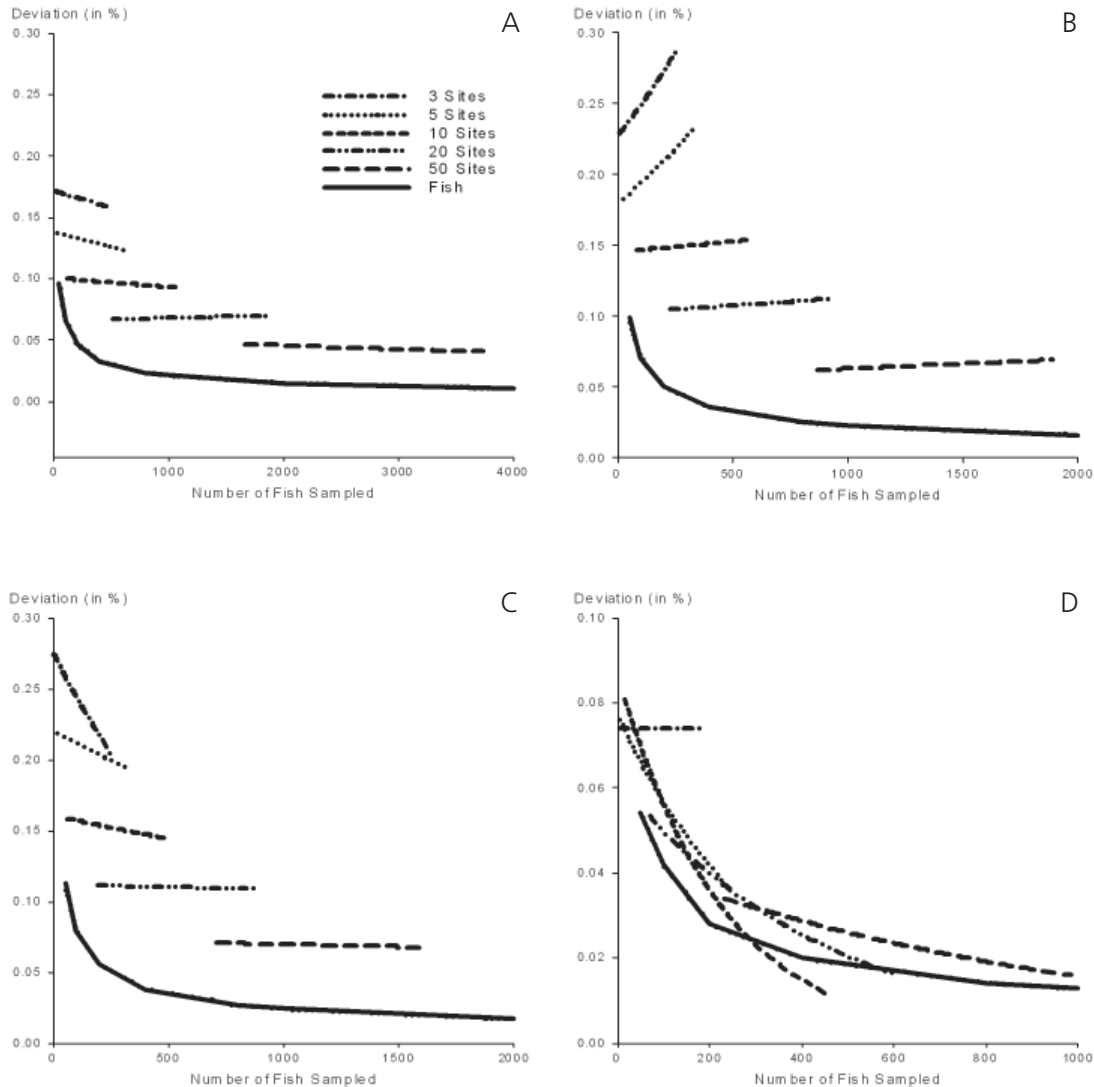 Deviation (in %)
A
0.30
0.25
0.20
0.15
0.10
0.05
0.00
3 Sites
5 Sites
10 Sites
20 Sites
50 Sites
Fish
0 1000 2000 3000 4000
Number of Fish Sampled
Deviation (in %)
B
0.30
0.25
0.20
0.15
0.10
0.05
0.00
0 500 1000 1500 2000
Number of Fish Sampled
Deviation (in %)
C
0.30
0.25
0.20
0.15
0.10
0.05
0.00
0 500 1000 1500 2000
Number of Fish Sampled
Deviation (in %)
D
0.10
0.08
0.06
0.04
0.02
0.00
0 200 400 600 800 1000
Number of Fish Sampled